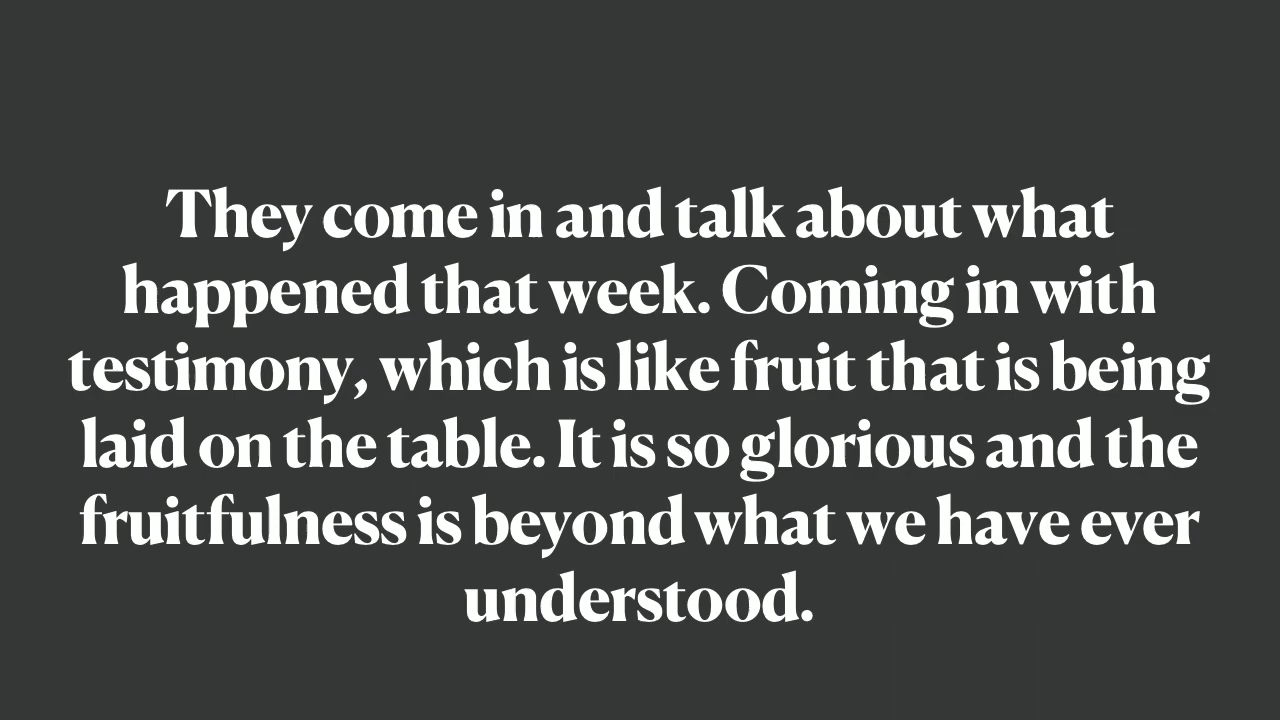 They come in and talk about what
happened that week. Coming in with
testimony, which is like fruit that is being
laid on the table. It is so glorious and the
fruitfulness is beyond what we have ever
understood.